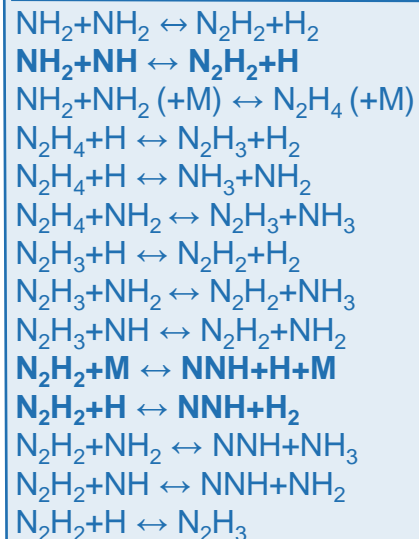 NH₂+NH₂ ↔ N₂H₂+H₂
NH₂+NH ↔ N₂H₂+H
NH₂+NH₂ (+M) ↔ N₂H₄ (+M)
N₂H₄+H ↔ N₂H₃+H₂
N₂H₄+H ↔ NH₃+NH₂
N₂H₄+NH₂ ↔ N₂H₃+NH₃
N₂H₃+H ↔ N₂H₂+H₂
N₂H₃+NH₂ ↔ N₂H₂+NH₃
N₂H₃+NH ↔ N₂H₂+NH₂
N₂H₂+M ↔ NNH+H+M
N₂H₂+H ↔ NNH+H₂
N₂H₂+NH₂ ↔ NNH+NH₃
N₂H₂+NH ↔ NNH+NH₂
N₂H₂+H ↔ N₂H₃